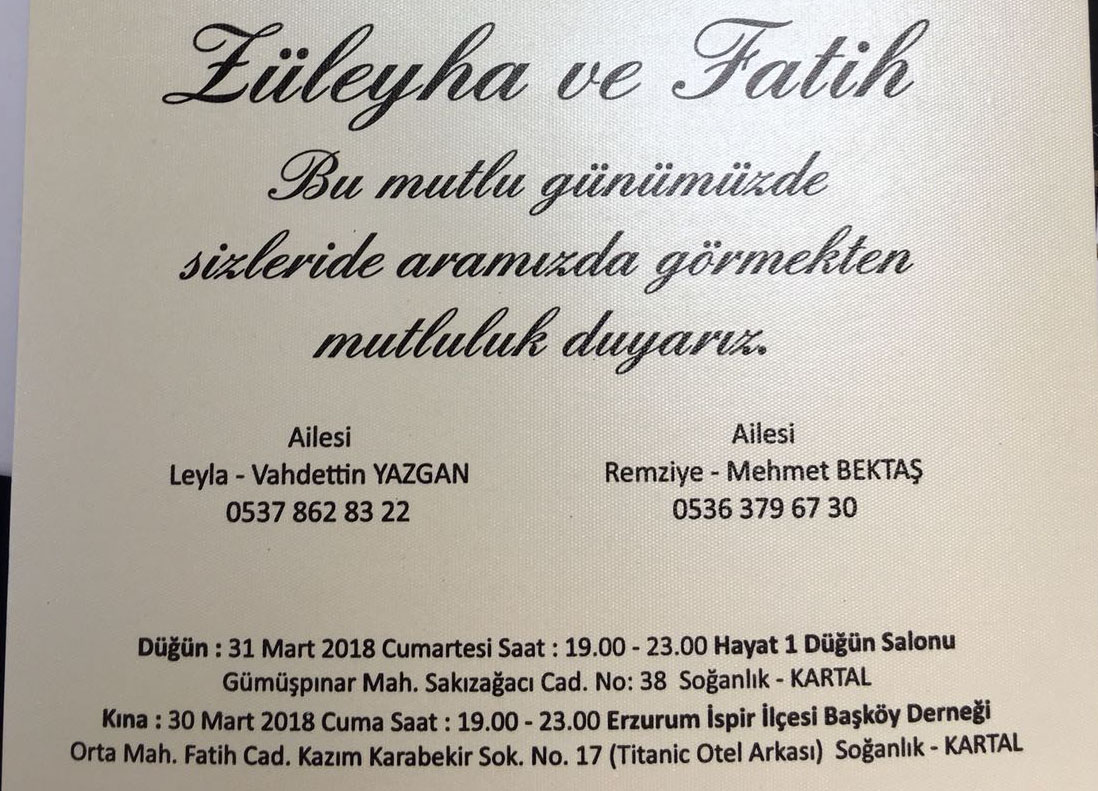 Züleyha ve Fatih
Bu mutlu günümüzde
sizleride aramızda görmekten
mutluluk duyarız.
Ailesi
Leyla - Vahdettin YAZGAN
0537 862 83 22
Ailesi
Remziye - Mehmet BEKTAŞ
0536 379 67 30
Düğün : 31 Mart 2018 Cumartesi Saat : 19.00 - 23.00 Hayat 1 Düğün Salonu
Gümüşpınar Mah. Sakızağacı Cad. No: 38 Soğanlık - KARTAL
Kına : 30 Mart 2018 Cuma Saat : 19.00 - 23.00 Erzurum İspir İlçesi Başköy Derneği
Orta Mah. Fatih Cad. Kazım Karabekir Sok. No. 17 (Titanic Otel Arkası) Soğanlık - KARTAL